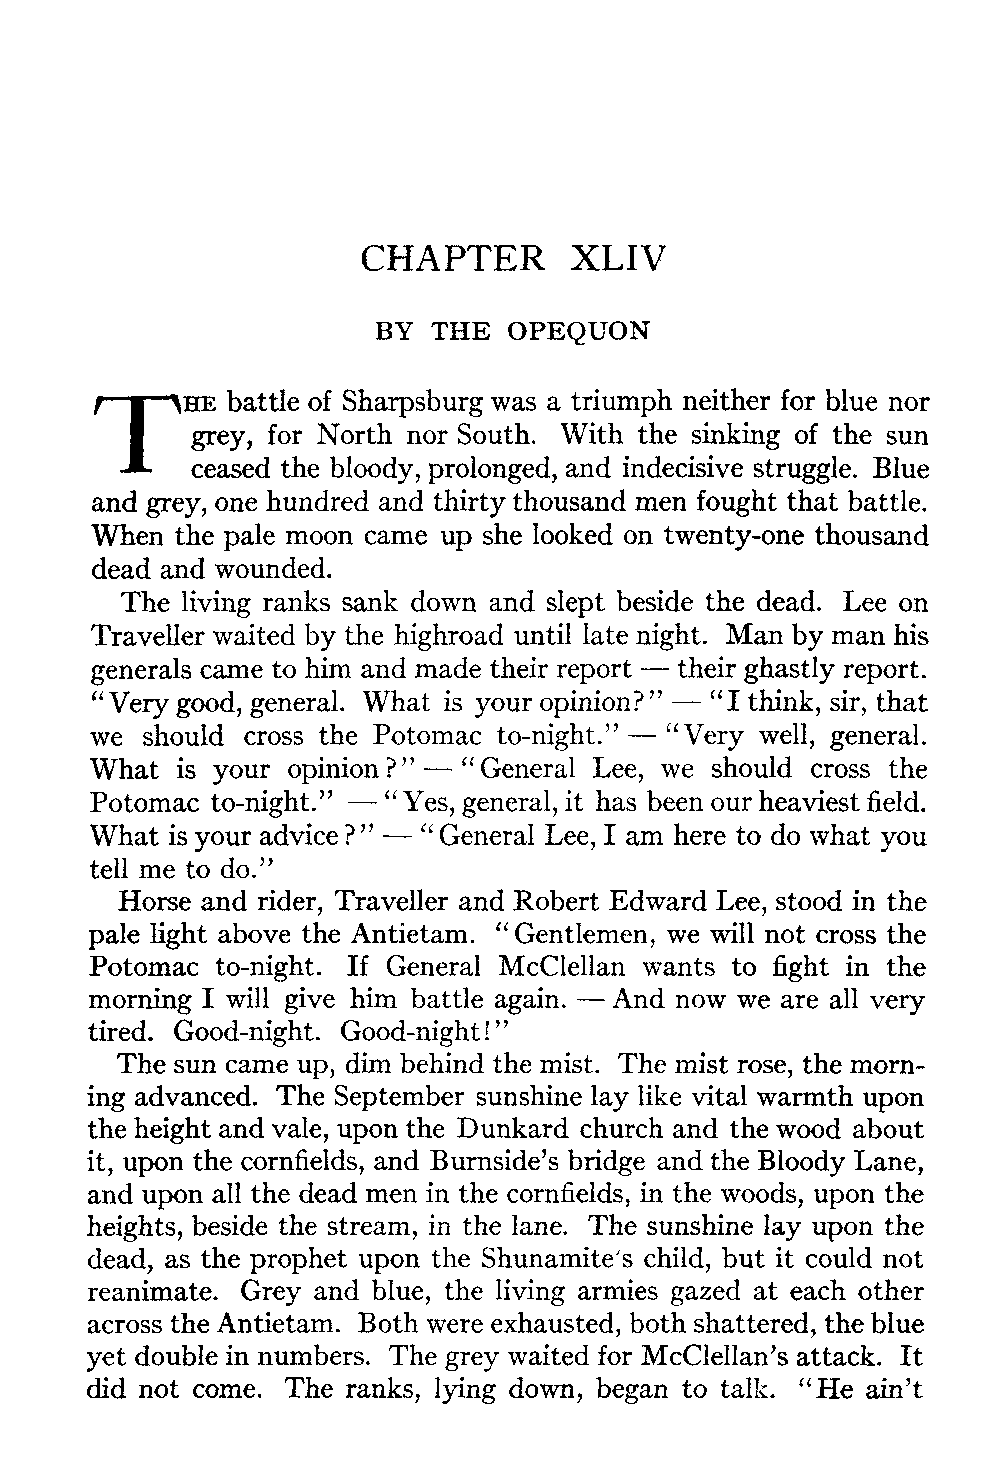 CHAPTER XLIV
BY THE OPEQUON
THE battle of Sharpsburg was a triumph neither for blue nor
grey, for North nor South. With the sinking of the sun
ceased the bloody, prolonged, and indecisive struggle. Blue
and grey, one hundred and thirty thousand men fought that battle.
When the pale moon came up she looked on twenty-one thousand
dead and wounded.
The living ranks sank down and slept beside the dead. Lee on
Traveller waited by the highroad until late night. Man by man his
generals came to him and made their report — their ghastly report.
"Very good, general. What is your opinion?" — "I think, sir, that
we should cross the Potomac to-night." — "Very well, general.
What is your opinion?" — "General Lee, we should cross the
Potomac to-night." — "Yes, general, it has been our heaviest field.
What is your advice?" — "General Lee, I am here to do what you
tell me to do."
Horse and rider, Traveller and Robert Edward Lee, stood in the
pale light above the Antietam. "Gentlemen, we will not cross the
Potomac to-night. If General McClellan wants to fight in the
morning I will give him battle again. — And now we are all very
tired. Good-night. Good-night!"
The sun came up, dim behind the mist. The mist rose, the morn-
ing advanced. The September sunshine lay like vital warmth upon
the height and vale, upon the Dunkard church and the wood about
it, upon the cornfields, and Burnside's bridge and the Bloody Lane,
and upon all the dead men in the cornfields, in the woods, upon the
heights, beside the stream, in the lane. The sunshine lay upon the
dead, as the prophet upon the Shunamite's child, but it could not
reanimate. Grey and blue, the living armies gazed at each other
across the Antietam. Both were exhausted, both shattered, the blue
yet double in numbers. The grey waited for McClellan's attack. It
did not come. The ranks, lying down, began to talk. "He ain't